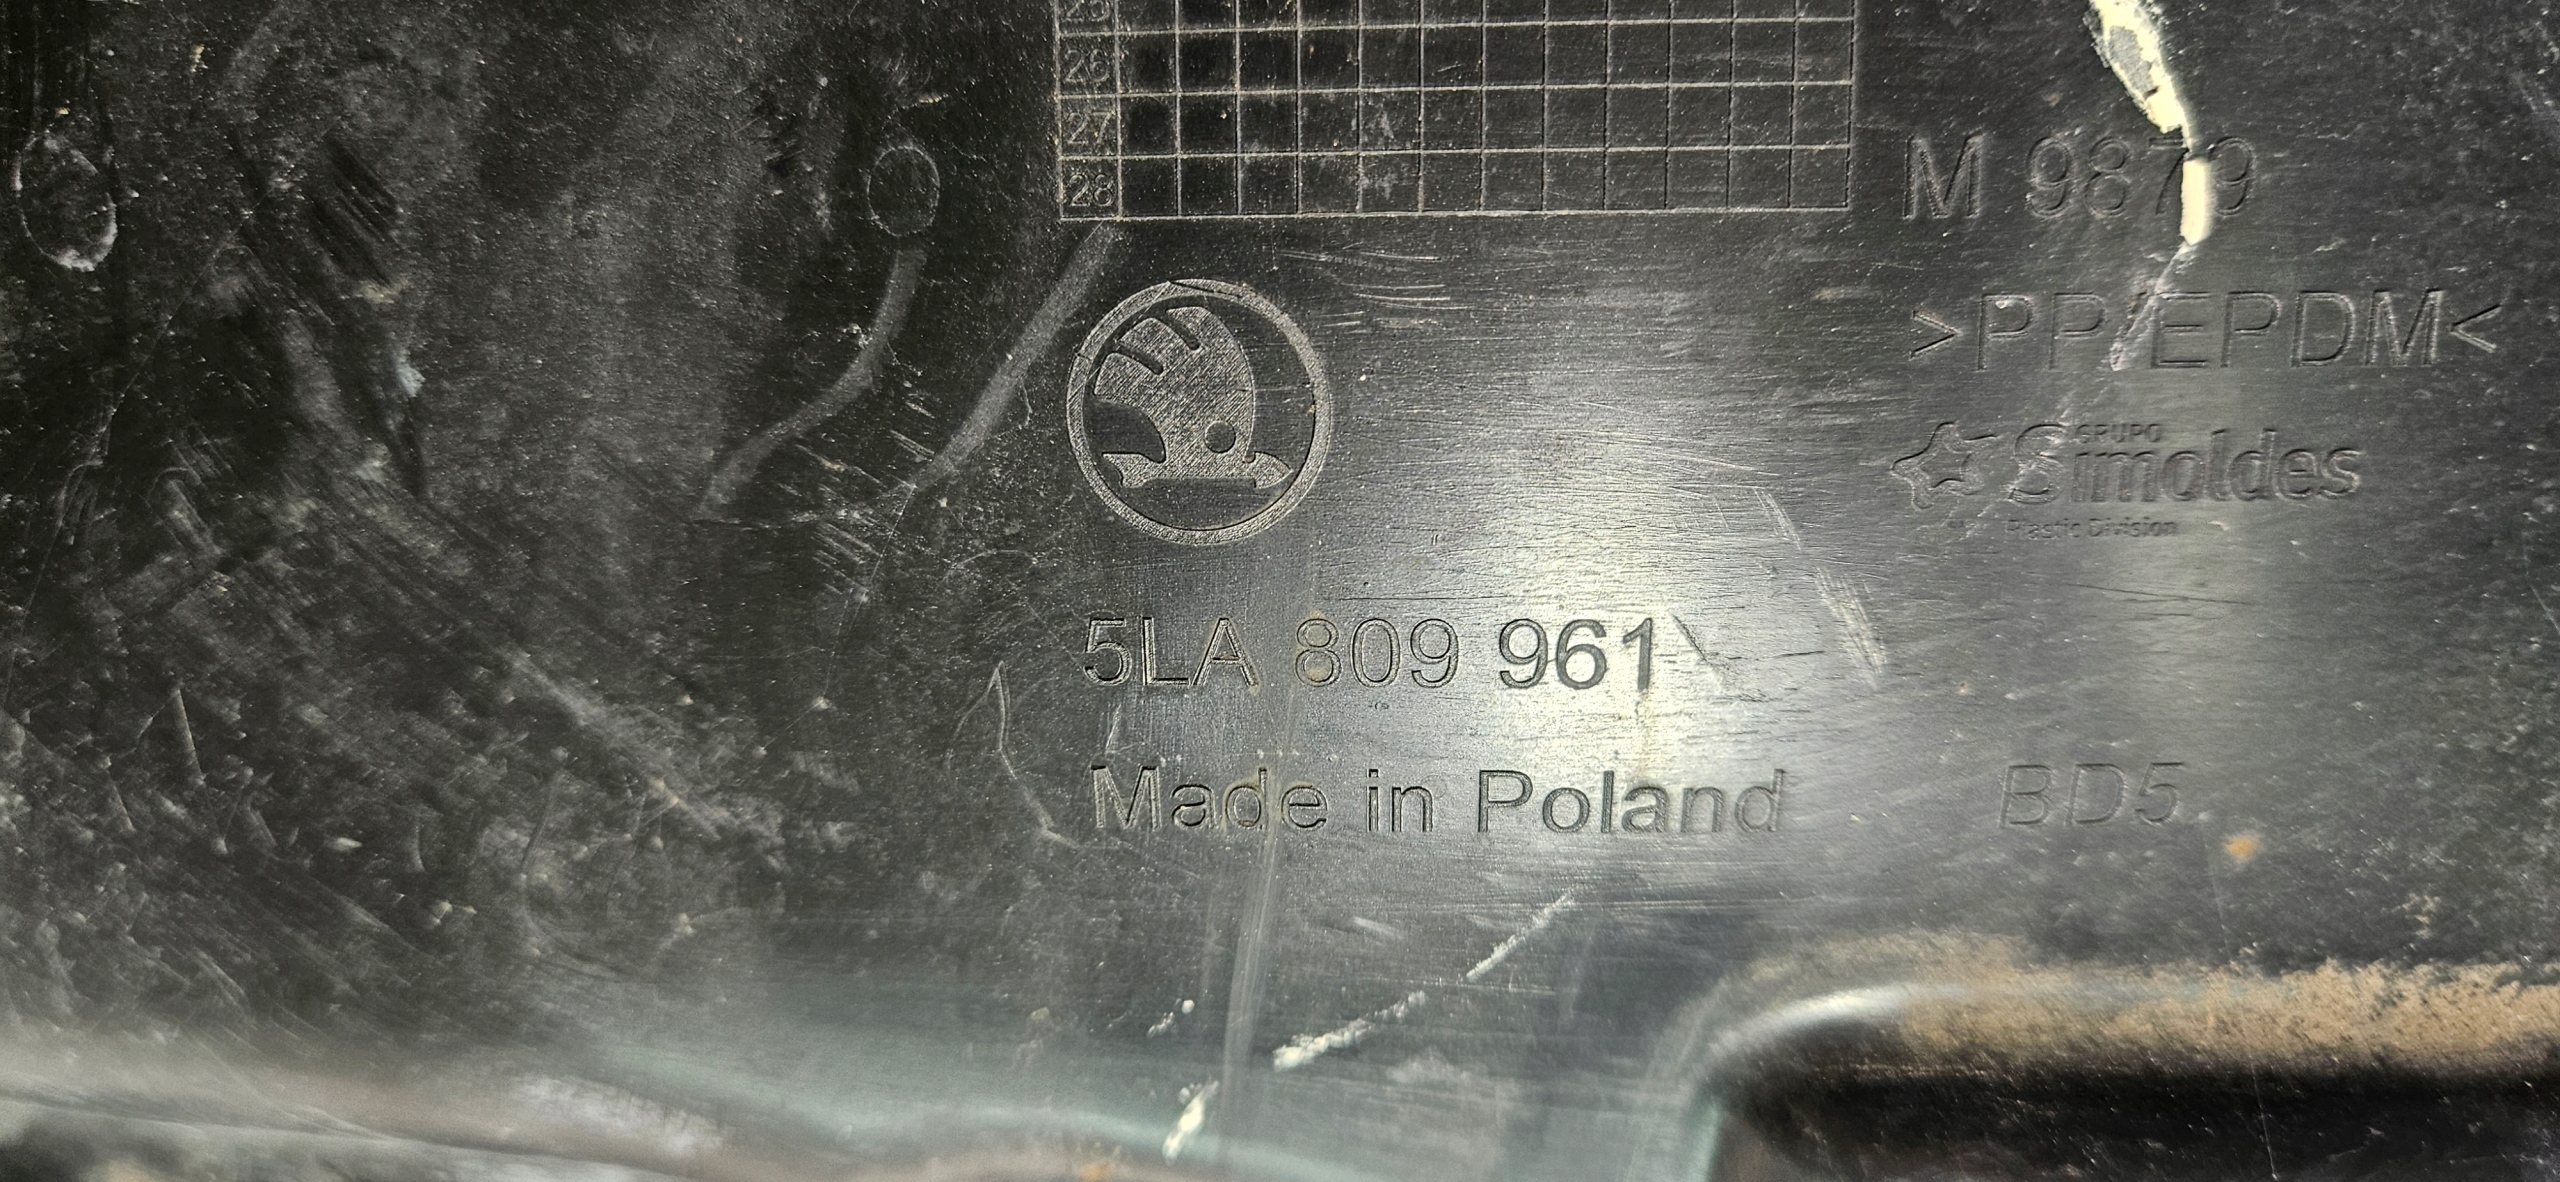 25
26
27
28
M 9879
>PP/EPDM<
GRUPO
Simoldes
Plastic Division
5LA 809 961
Made in Poland
BD5